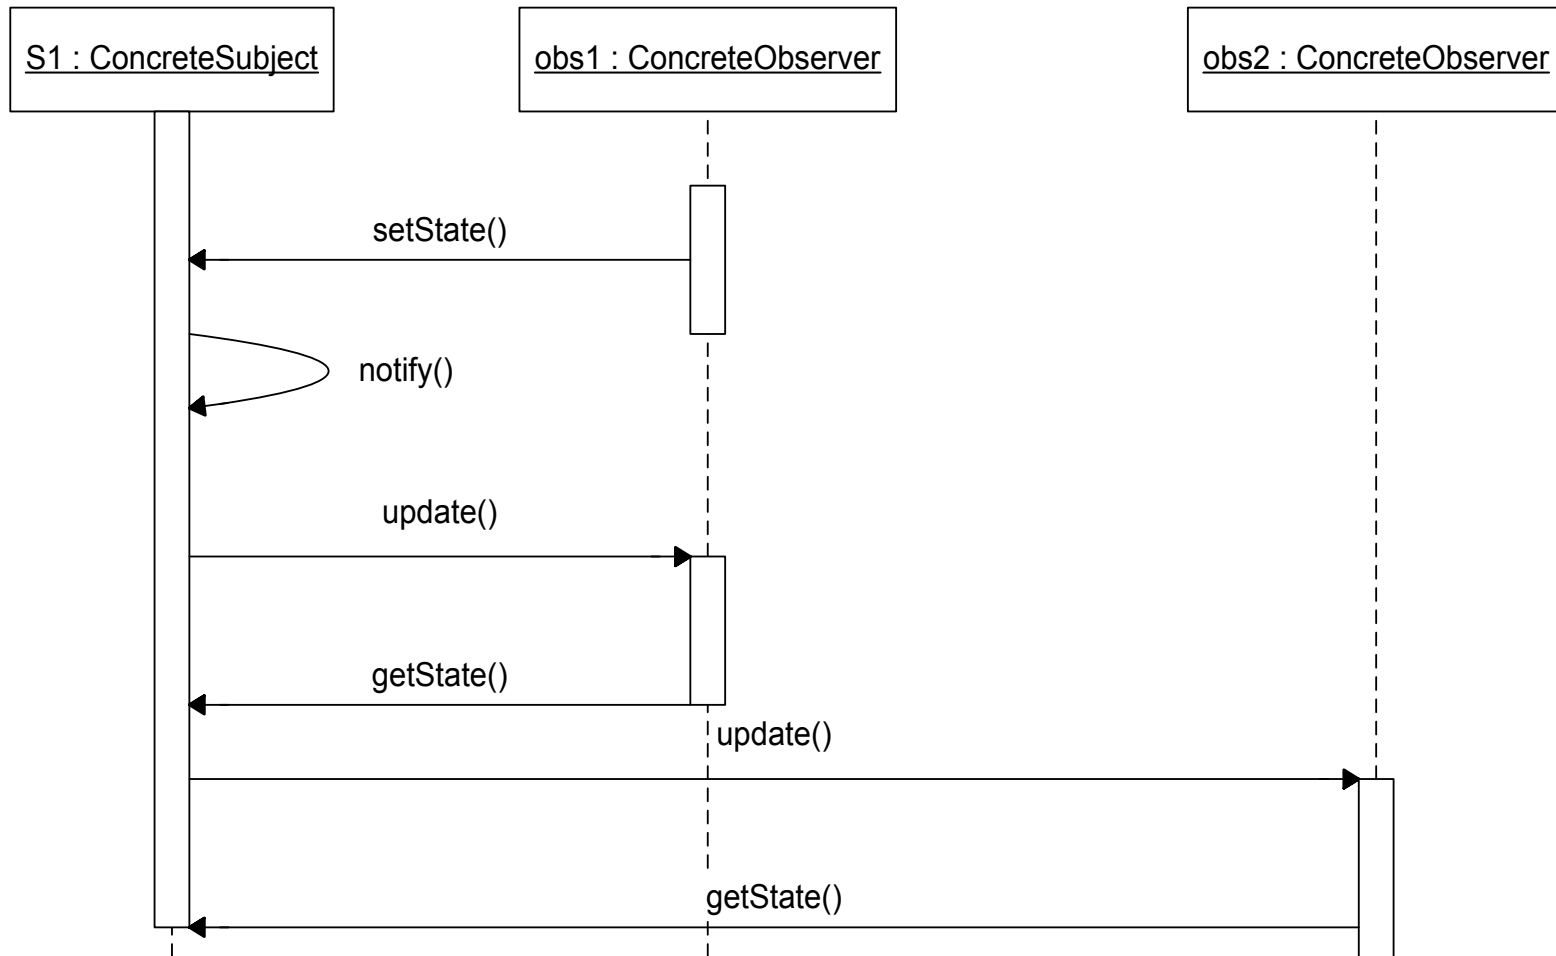 S1 : ConcreteSubject
obs1 : ConcreteObserver
obs2 : ConcreteObserver
setState()
notify()
update()
getState()
update()
getState()